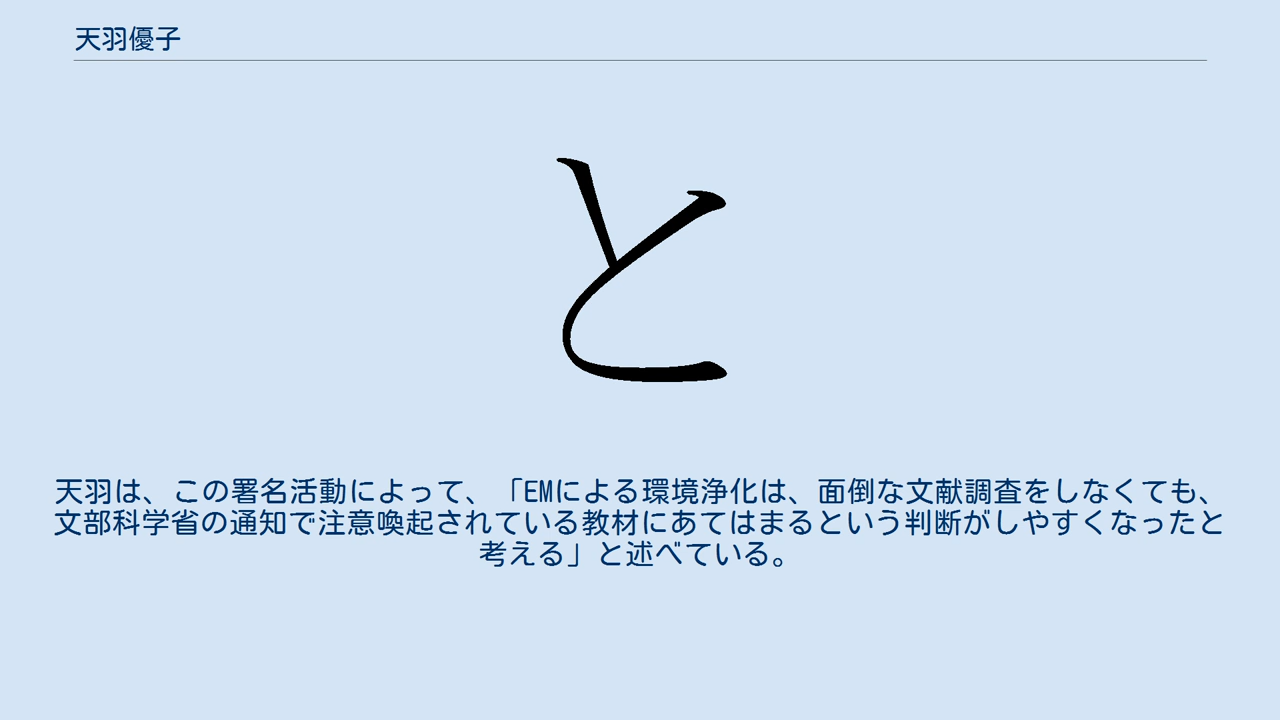 天羽優子
と
天羽は、この署名活動によって、「EMによる環境浄化は、面倒な文献調査をしなくても、
文部科学省の通知で注意喚起されている教材にあてはまるという判断がしやすくなったと
考える」と述べている。